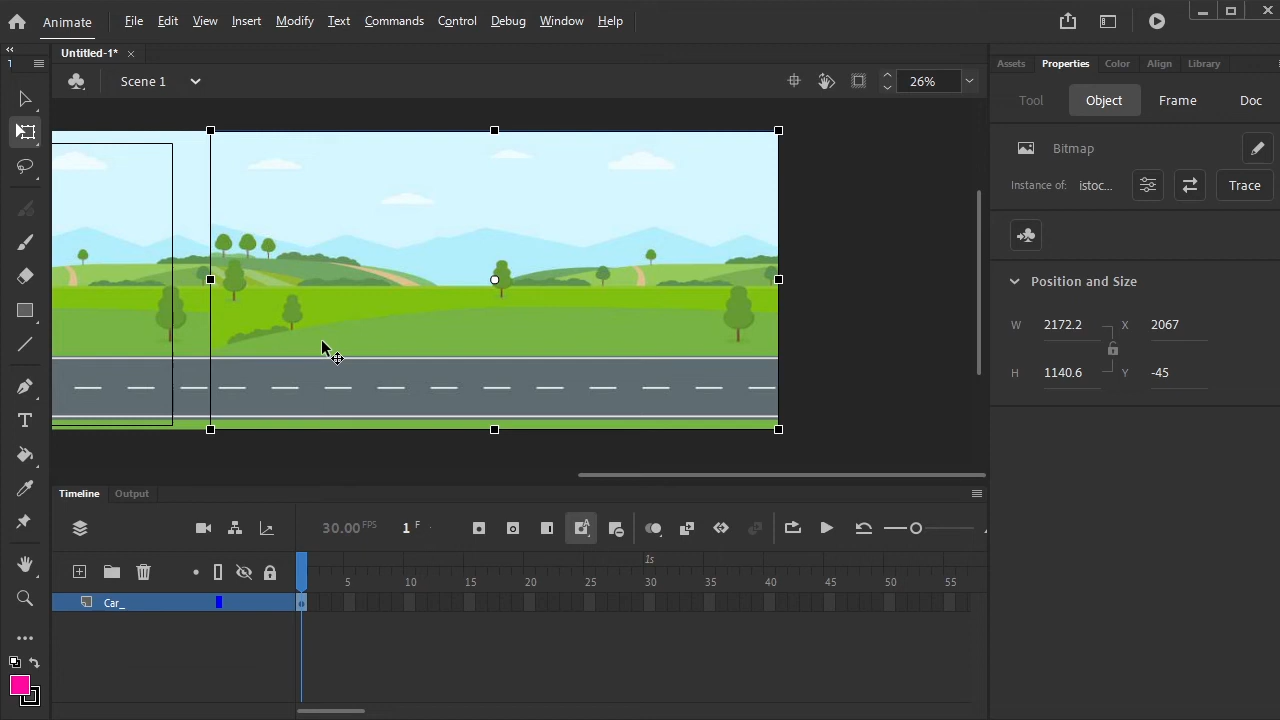 Animate File Edit View Insert Modify Text Commands Control Debug Window Help
Untitled-1*
Assets Properties Color Align Library
Scene 1 26%
Tool Object Frame Doc
Bitmap
Instance of: istoc... Trace
Position and Size
W 2172.2 X 2067
H 1140.6 Y -45
Timeline Output
30.00 FPS 1 F
1s
5 10 15 20 25 30 35 40 45 50 55
Car_